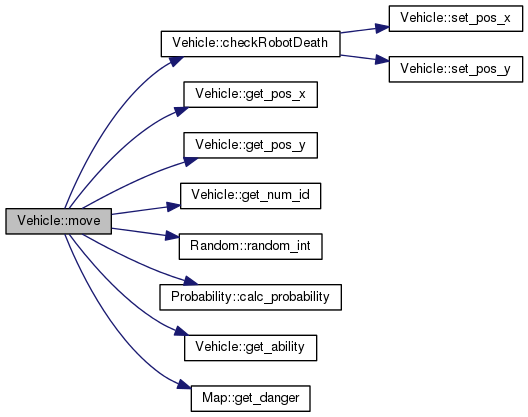 Vehicle::move
Vehicle::checkRobotDeath
Vehicle::set_pos_x
Vehicle::set_pos_y
Vehicle::get_pos_x
Vehicle::get_pos_y
Vehicle::get_num_id
Random::random_int
Probability::calc_probability
Vehicle::get_ability
Map::get_danger